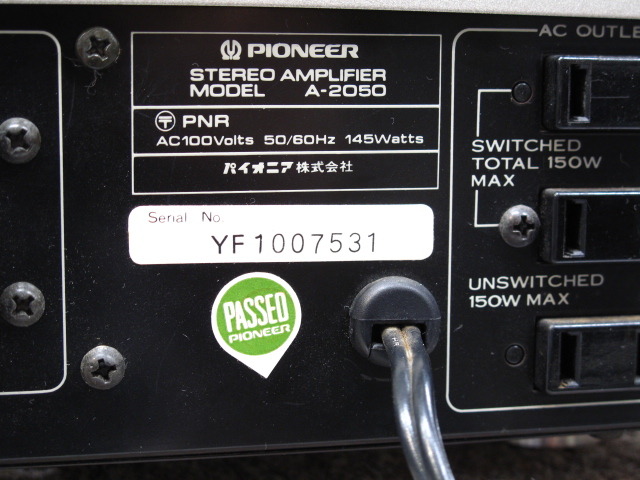 PIONEER
STEREO AMPLIFIER
MODEL A-2050
〒 PNR
AC100Volts 50/60Hz 145Watts
パイオニア株式会社
Serial No
YF1007531
PASSED
PIONEER
AC OUTLE
SWITCHED
TOTAL 150W
MAX
UNSWITCHED
150W MAX